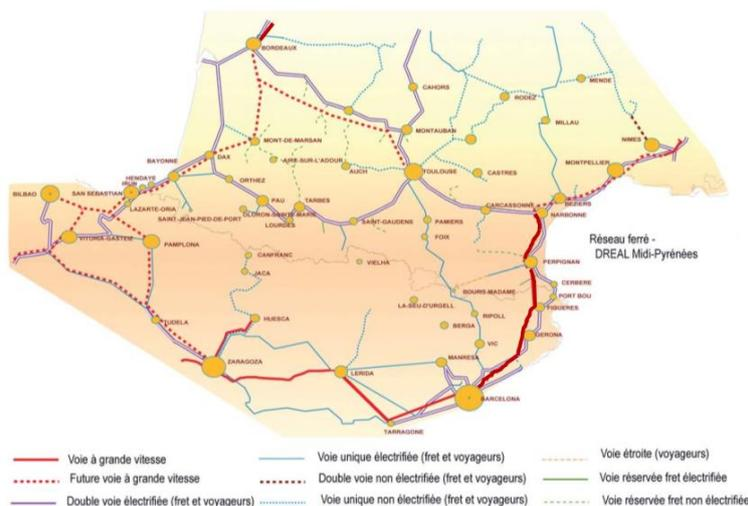 BORDEAUX
CAHORS
RODEZ
MENDE
MONTAUBAN
MILLAU
NIMES
MONT-DE-MARSAN
DAX
AIRE-SUR-L'ADOUR
AUCH
TOULOUSE
CASTRES
MONTPELLIER
BAYONNE
HENDAYE
IRUN
BILBAO
SAN SEBASTIAN
ORTHEZ
PAU
TARBES
CARCASSONNE
BEZIERS
NARBONNE
LAZARTE-ORIA
SAINT-JEAN-PIED-DE-PORT
OLORON-SAINTE-MARIE
LOURDES
SAINT-GAUDENS
PAMIERS
FOIX
VITORIA-GASTEIZ
PAMPLONA
Réseau ferré -
DREAL Midi-Pyrénées
CANFRANC
JACA
VIELHA
PERPIGNAN
CERBERE
PORT BOU
BOURG-MADAME
FIGUERES
LA-SEU-D'URGELL
RIPOLL
BERGA
TUDELA
HUESCA
VIC
GERONA
ZARAGOZA
LERIDA
MANRESA
BARCELONA
TARRAGONE
Voie à grande vitesse
Future voie à grande vitesse
Double voie électrifiée (fret et voyageurs)
Voie unique électrifiée (fret et voyageurs)
Double voie non électrifiée (fret et voyageurs)
Voie unique non électrifiée (fret et voyageurs)
Voie étroite (voyageurs)
Voie réservée fret électrifiée
Voie réservée fret non électrifiée